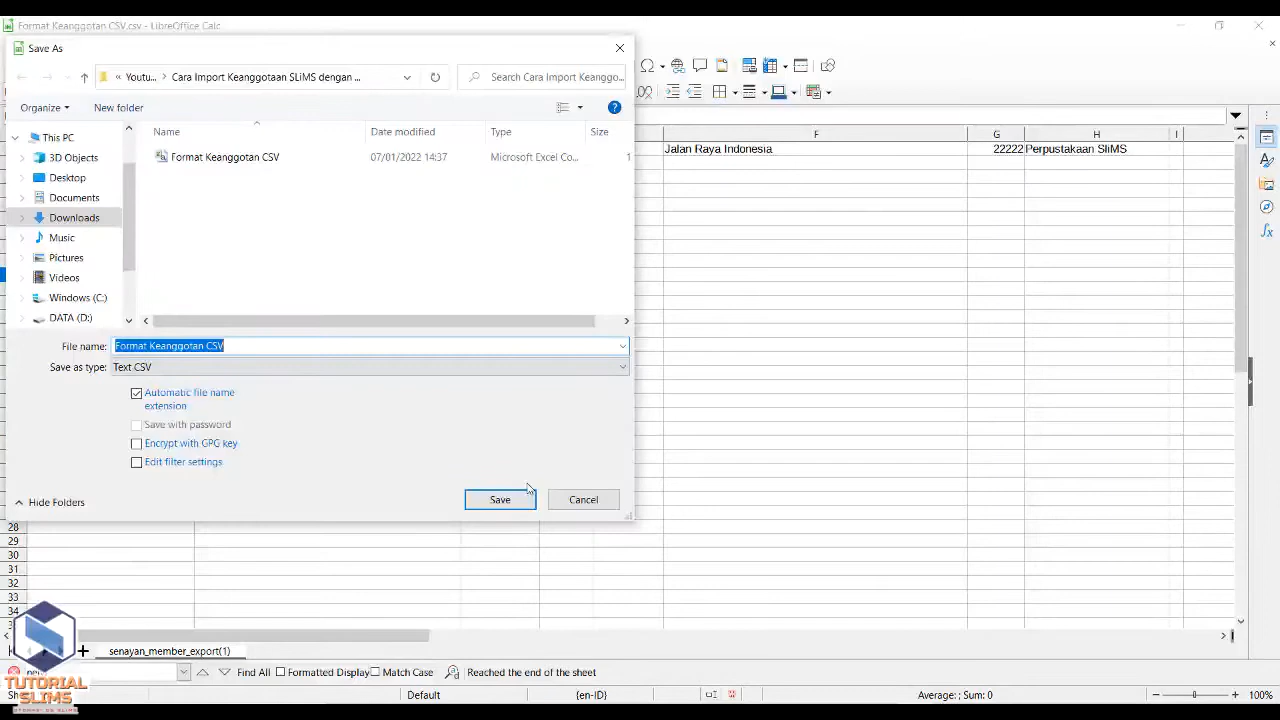 Format Keanggotan CSV.csv - LibreOffice Calc
Save As
« Youtu... > Cara Import Keanggotaan SLiMS dengan ...
Search Cara Import Keanggo...
Organize
New folder
Name
Date modified
Type
Size
This PC
3D Objects
Desktop
Documents
Downloads
Music
Pictures
Videos
Windows (C:)
DATA (D:)
Format Keanggotan CSV
07/01/2022 14:37
Microsoft Excel Co...
1
File name:
Format Keanggotan CSV
Save as type:
Text CSV
Automatic file name
extension
Save with password
Encrypt with GPG key
Edit filter settings
Hide Folders
Save
Cancel
F
G
H
I
Jalan Raya Indonesia
22222
Perpustakaan SliMS
28
29
30
31
32
33
34
senayan_member_export(1)
Find All
Formatted Display
Match Case
Reached the end of the sheet
Default
{en-ID}
Average: ; Sum: 0
100%
TUTORIAL
SLIMS